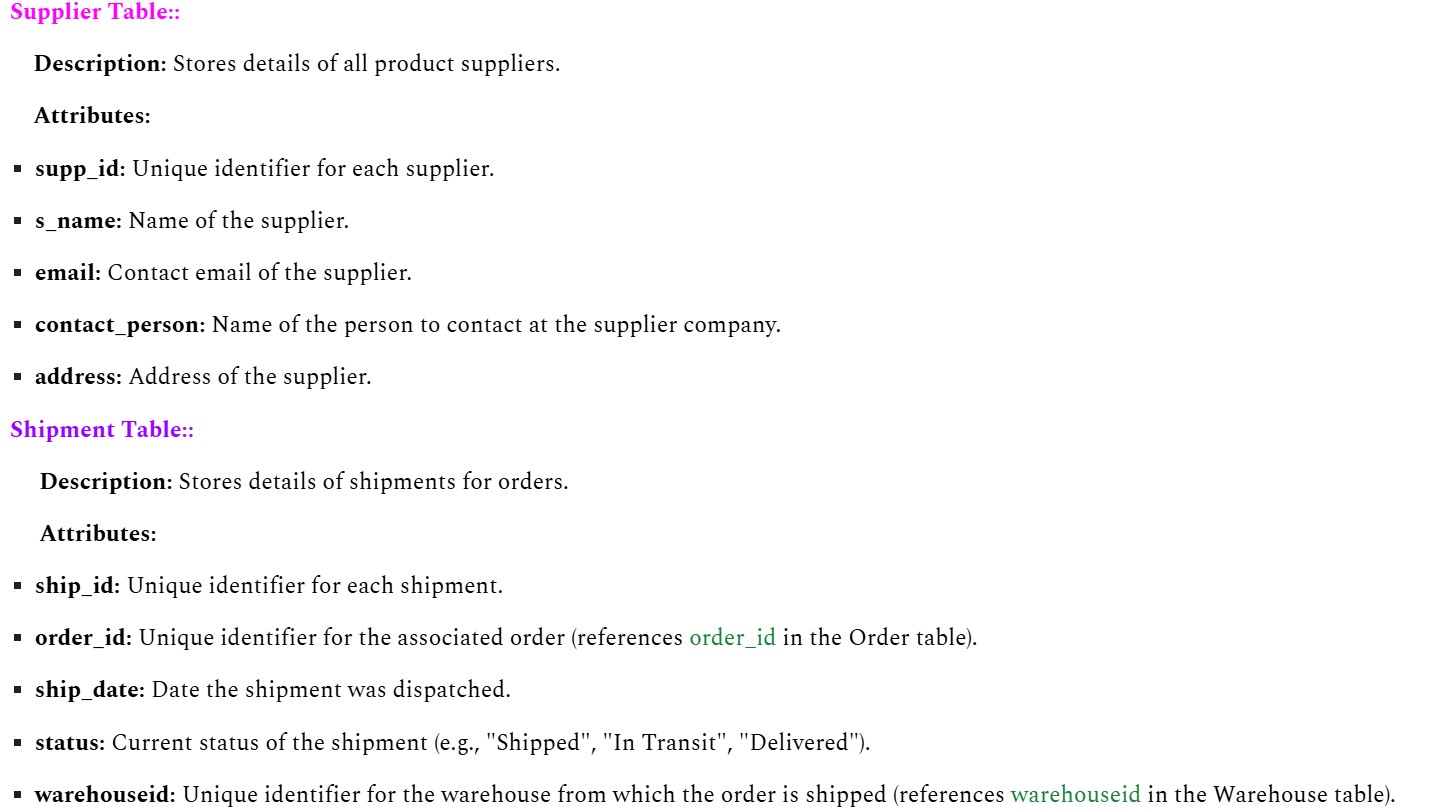 Supplier Table::
Description: Stores details of all product suppliers.
Attributes:
▪ supp_id: Unique identifier for each supplier.
▪ s_name: Name of the supplier.
▪ email: Contact email of the supplier.
▪ contact_person: Name of the person to contact at the supplier company.
▪ address: Address of the supplier.
Shipment Table::
Description: Stores details of shipments for orders.
Attributes:
▪ ship_id: Unique identifier for each shipment.
▪ order_id: Unique identifier for the associated order (references order_id in the Order table).
▪ ship_date: Date the shipment was dispatched.
▪ status: Current status of the shipment (e.g., "Shipped", "In Transit", "Delivered").
▪ warehouseid: Unique identifier for the warehouse from which the order is shipped (references warehouseid in the Warehouse table).